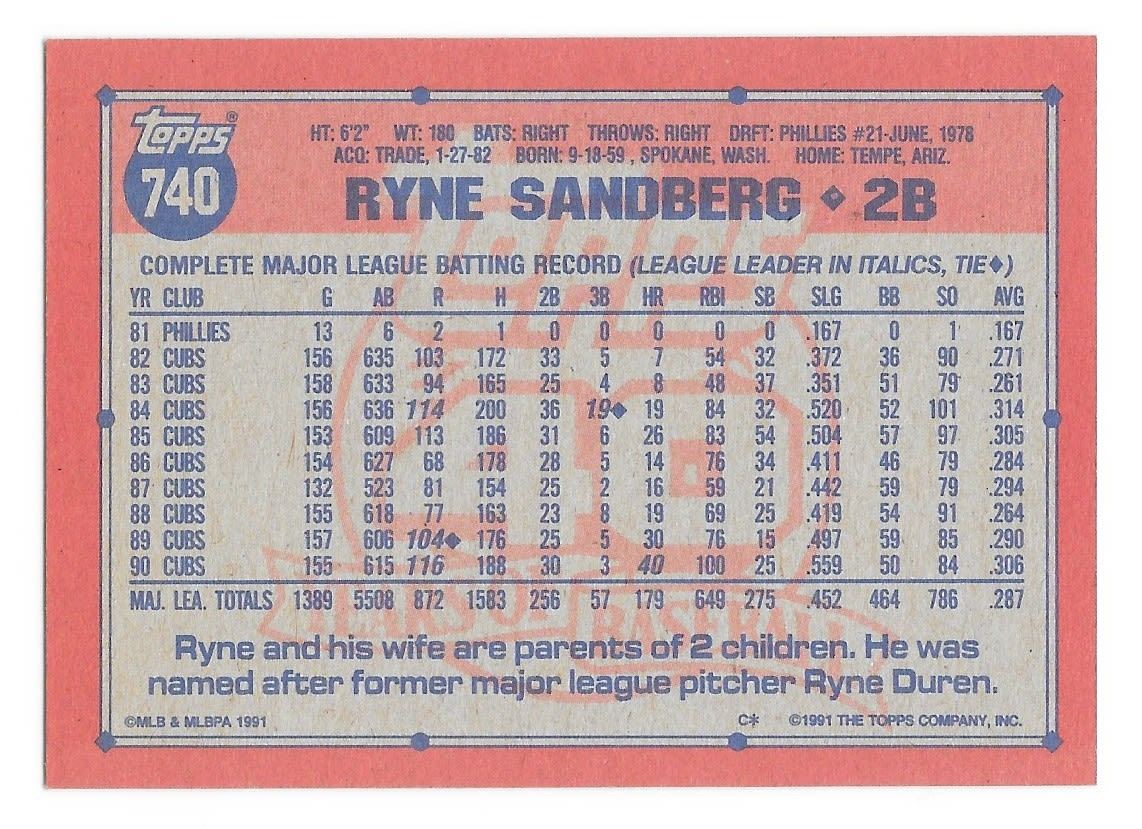 topps®
740
HT: 6'2" WT: 180 BATS: RIGHT THROWS: RIGHT DRFT: PHILLIES #21-JUNE, 1978
ACQ: TRADE, 1-27-82 BORN: 9-18-59, SPOKANE, WASH. HOME: TEMPE, ARIZ.
RYNE SANDBERG ◆ 2B
COMPLETE MAJOR LEAGUE BATTING RECORD (LEAGUE LEADER IN ITALICS, TIE◆)
YR CLUB G AB R H 2B 3B HR RBI SB SLG BB SO AVG
81 PHILLIES 13 6 2 1 0 0 0 0 0 .167 0 1 .167
82 CUBS 156 635 103 172 33 5 7 54 32 .372 36 90 .271
83 CUBS 158 633 94 165 25 4 8 48 37 .351 51 79 .261
84 CUBS 156 636 114 200 36 19◆ 19 84 32 .520 52 101 .314
85 CUBS 153 609 113 186 31 6 26 83 54 .504 57 97 .305
86 CUBS 154 627 68 178 28 5 14 76 34 .411 46 79 .284
87 CUBS 132 523 81 154 25 2 16 59 21 .442 59 79 .294
88 CUBS 155 618 77 163 23 8 19 69 25 .419 54 91 .264
89 CUBS 157 606 104◆ 176 25 5 30 76 15 .497 59 85 .290
90 CUBS 155 615 116 188 30 3 40 100 25 .559 50 84 .306
MAJ. LEA. TOTALS 1389 5508 872 1583 256 57 179 649 275 .452 464 786 .287
topps
40
YEARS OF BASEBALL
Ryne and his wife are parents of 2 children. He was
named after former major league pitcher Ryne Duren.
©MLB & MLBPA 1991 C* ©1991 THE TOPPS COMPANY, INC.